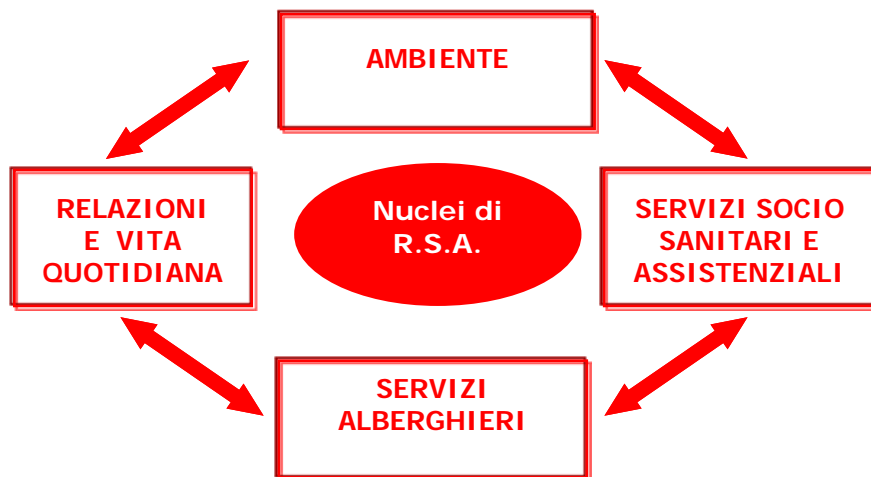 AMBIENTE
RELAZIONI
E VITA
QUOTIDIANA
Nuclei di
R.S.A.
SERVIZI SOCIO
SANITARI E
ASSISTENZIALI
SERVIZI
ALBERGHIERI